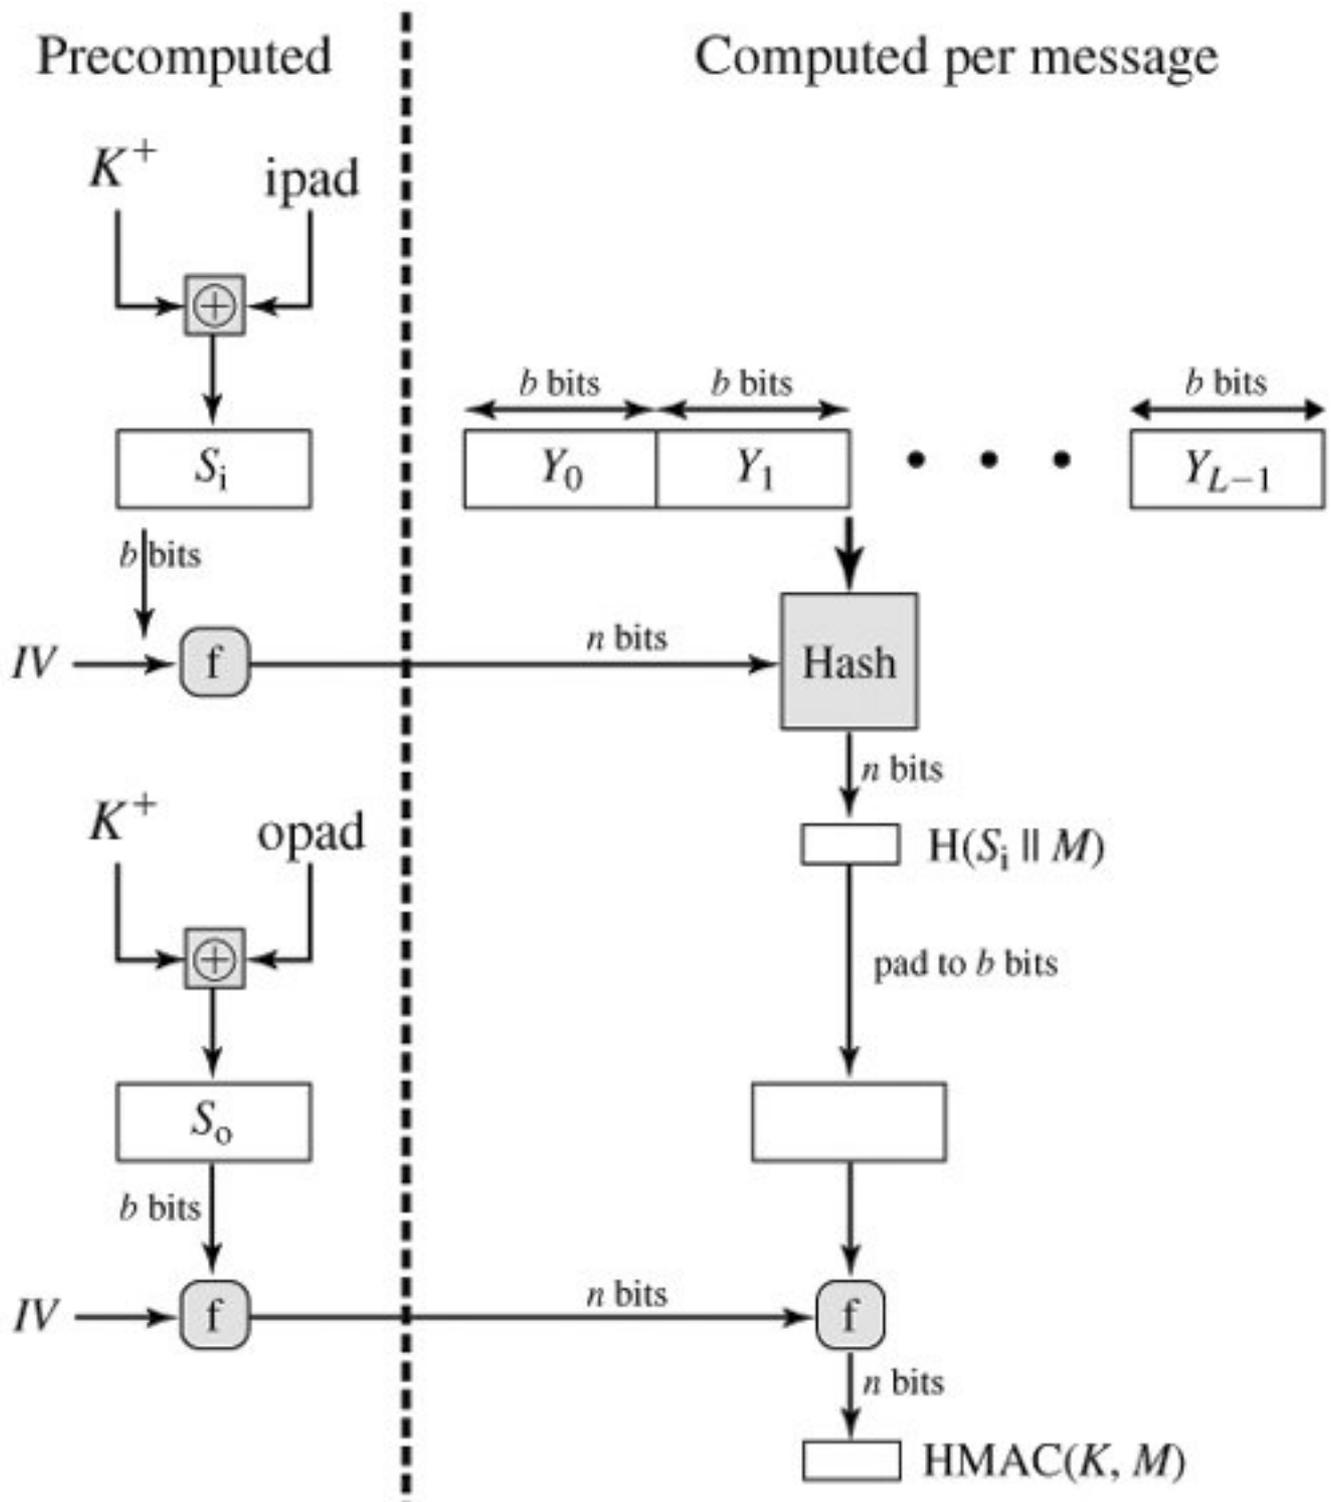 Precomputed
Computed per message
K⁺
ipad
⊕
b bits
b bits
b bits
Sᵢ
Y₀
Y₁
• • •
Y_{L−1}
b bits
IV
f
n bits
Hash
n bits
K⁺
opad
H(Sᵢ || M)
⊕
pad to b bits
Sₒ
b bits
IV
f
n bits
f
n bits
HMAC(K, M)